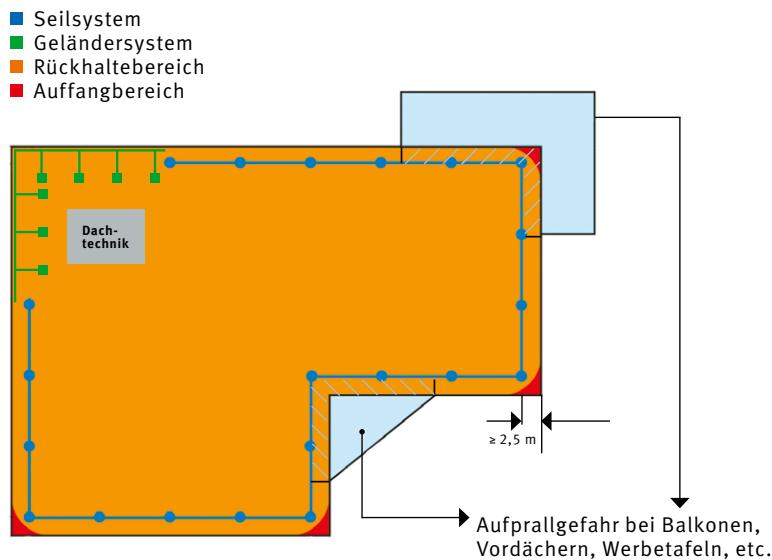 Seilsystem
Geländersystem
Rückhaltebereich
Auffangbereich
Dach-
technik
≥ 2,5 m
Aufprallgefahr bei Balkonen,
Vordächern, Werbetafeln, etc.